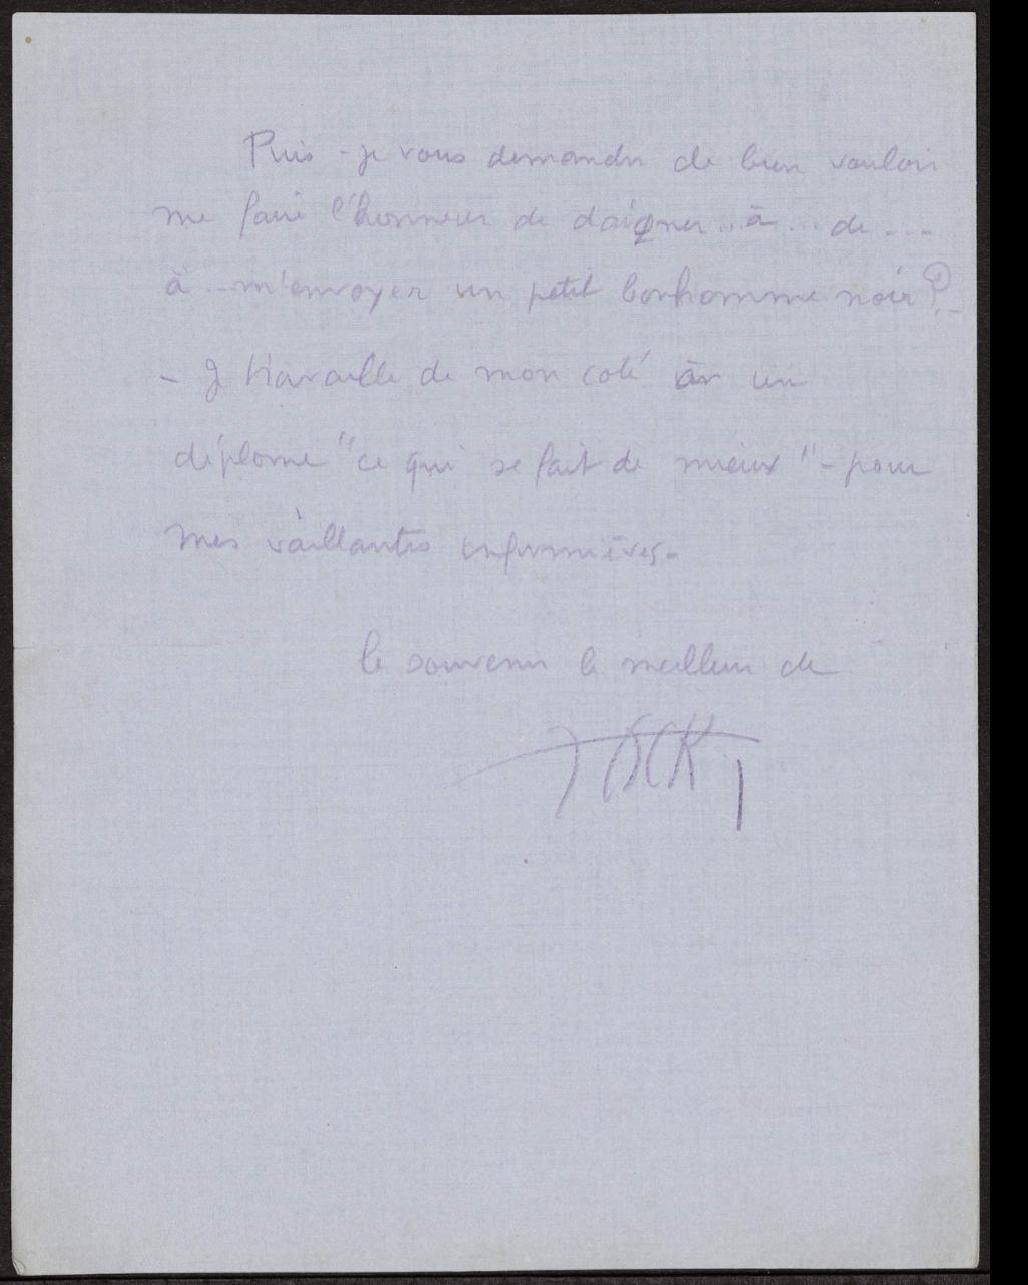 Puis-je vous demander de bien vouloir
me faire l'honneur de daigner .. à ... de ...
à .. m'envoyer un petit bonhomme noir ?
- Je travaille de mon coté à un
diplome "ce qui se fait de mieux" - pour
mes vaillantes infirmières.
le souvenir le meilleur de